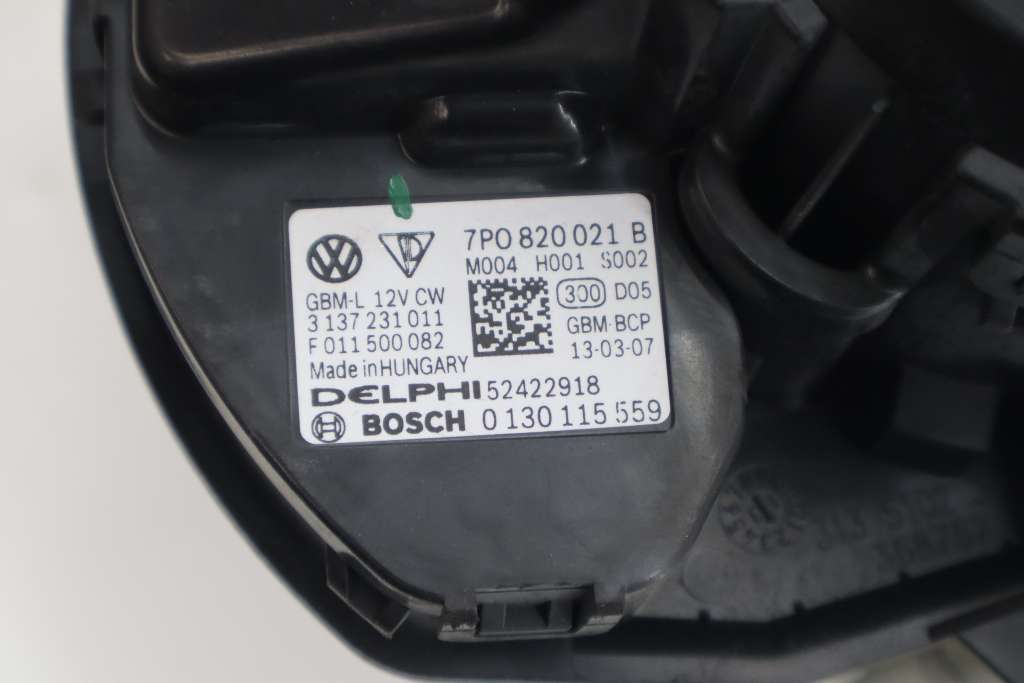 7P0 820 021 B
M004 H001 S002
GBM-L 12V CW
300 D05
3 137 231 011
GBM-BCP
F 011 500 082
13-03-07
Made in HUNGARY
DELPHI 52422918
BOSCH 0 130 115 559